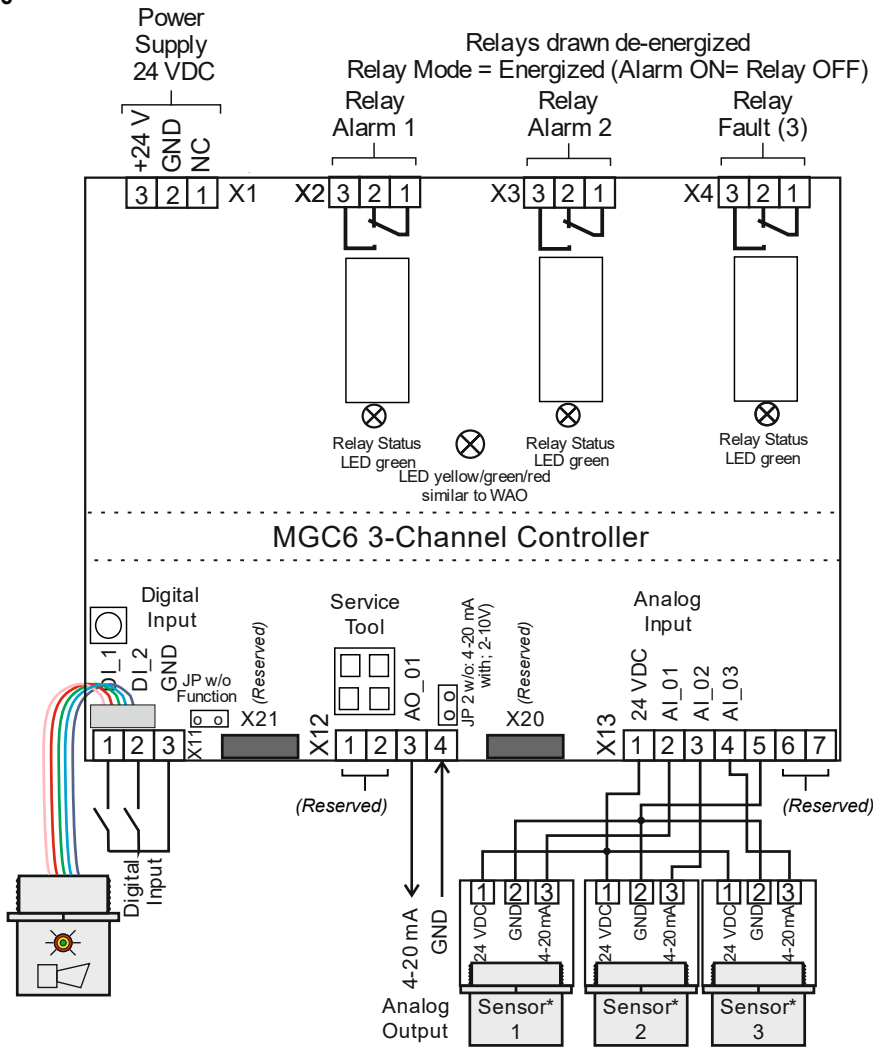 Power
Supply
24 VDC
Relays drawn de-energized
Relay Mode = Energized (Alarm ON= Relay OFF)
Relay
Alarm 1
Relay
Alarm 2
Relay
Fault (3)
+24 V
GND
NC
3 2 1 X1
X2 3 2 1
X3 3 2 1
X4 3 2 1
Relay Status
LED green
LED yellow/green/red
similar to WAO
Relay Status
LED green
Relay Status
LED green
MGC6 3-Channel Controller
Digital
Input
DI_1
DI_2
GND
JP w/o
Function
X11
(Reserved)
X21
Service
Tool
AO_01
JP 2 w/o: 4-20 mA
with; 2-10V)
(Reserved)
X20
Analog
Input
24 VDC
AI_01
AI_02
AI_03
1 2 3
X12 1 2 3 4
X13 1 2 3 4 5 6 7
(Reserved)
(Reserved)
Digital
Input
4-20 mA
GND
Analog
Output
1 2 3
24 VDC
GND
4-20 mA
Sensor*
1
1 2 3
24 VDC
GND
4-20 mA
Sensor*
2
1 2 3
24 VDC
GND
4-20 mA
Sensor*
3